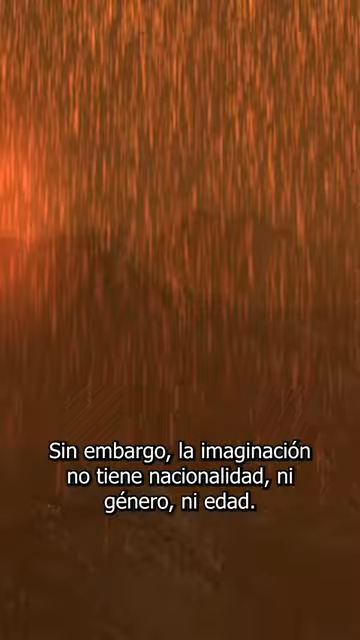 Sin embargo, la imaginación
no tiene nacionalidad, ni
género, ni edad.